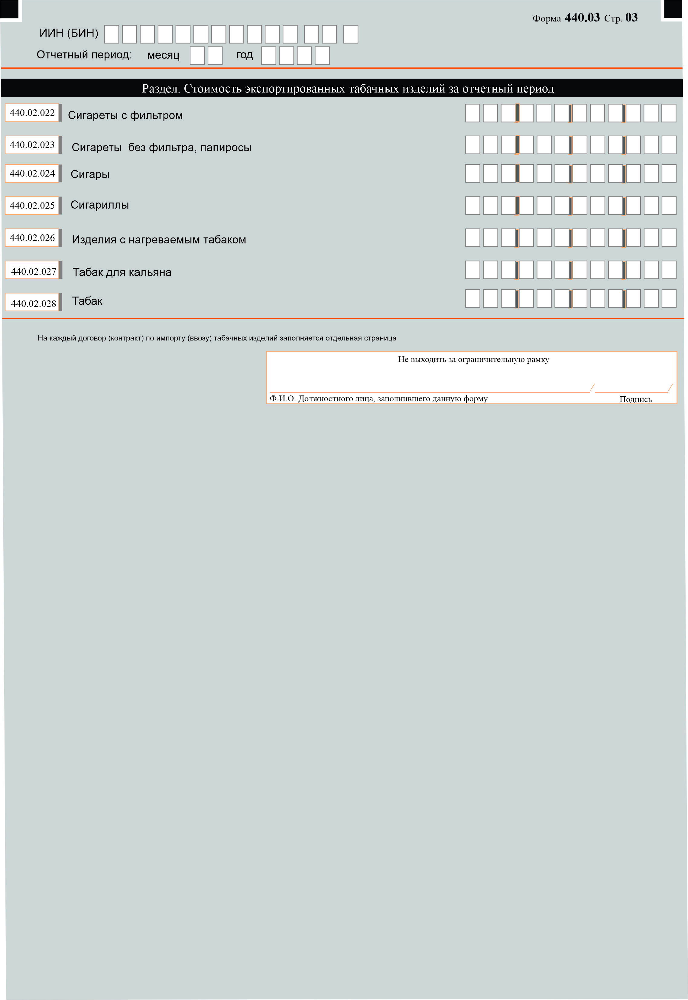 Форма 440.03 Стр. 03
ИИН (БИН)
Отчетный период: месяц год
Раздел. Стоимость экспортированных табачных изделий за отчетный период
440.02.022 Сигареты с фильтром
440.02.023 Сигареты без фильтра, папиросы
440.02.024 Сигары
440.02.025 Сигариллы
440.02.026 Изделия с нагреваемым табаком
440.02.027 Табак для кальяна
440.02.028 Табак
На каждый договор (контракт) по импорту (ввозу) табачных изделий заполняется отдельная страница
Не выходить за ограничительную рамку
/ /
Ф.И.О. Должностного лица, заполнившего данную форму Подпись